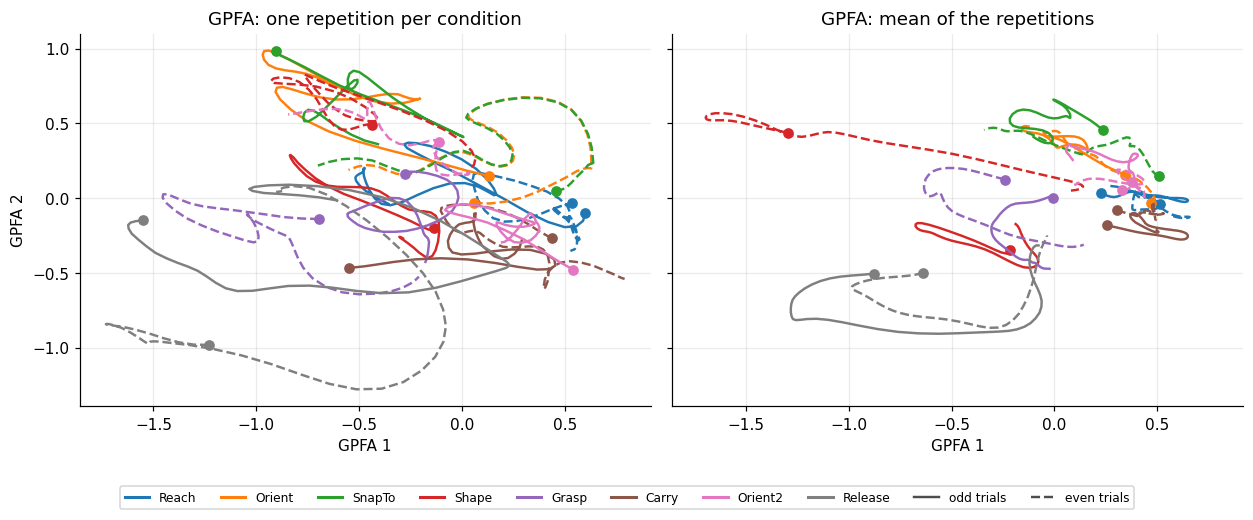 GPFA: one repetition per condition
GPFA: mean of the repetitions
1.0
0.5
0.0
−0.5
−1.0
GPFA 2
−1.5 −1.0 −0.5 0.0 0.5
−1.5 −1.0 −0.5 0.0 0.5
GPFA 1
GPFA 1
Reach Orient SnapTo Shape Grasp Carry Orient2 Release odd trials even trials